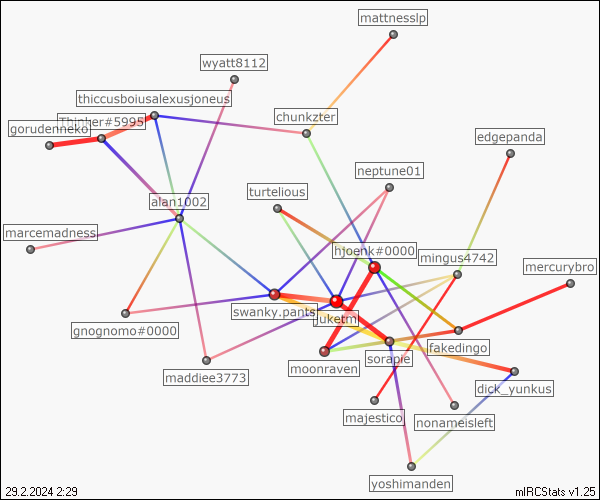 mattnesslp
wyatt8112
thiccusboiusalexusjoneus
chunkzter
Thinker#5995
gorudenneko
edgepanda
neptune01
turtelious
alan1002
marcemadness
hjoenk#0000
mingus4742
mercurybro
swanky.pants
Juketm
gnognomo#0000
fakedingo
sorapie
moonraven
maddiee3773
dick_yunkus
majestico
nonameisleft
yoshimanden
29.2.2024 2:29
mIRCStats v1.25